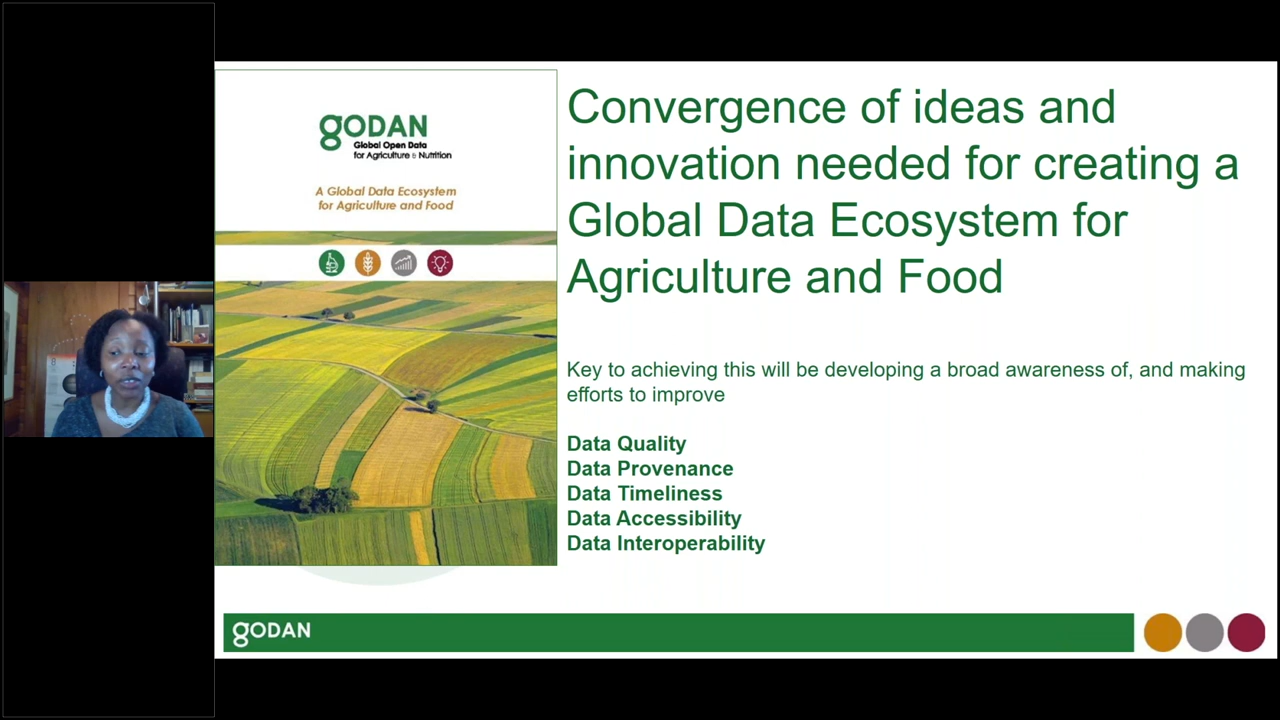 gODAN
Global Open Data
for Agriculture & Nutrition
A Global Data Ecosystem
for Agriculture and Food
Convergence of ideas and
innovation needed for creating a
Global Data Ecosystem for
Agriculture and Food
Key to achieving this will be developing a broad awareness of, and making
efforts to improve
Data Quality
Data Provenance
Data Timeliness
Data Accessibility
Data Interoperability
gODAN